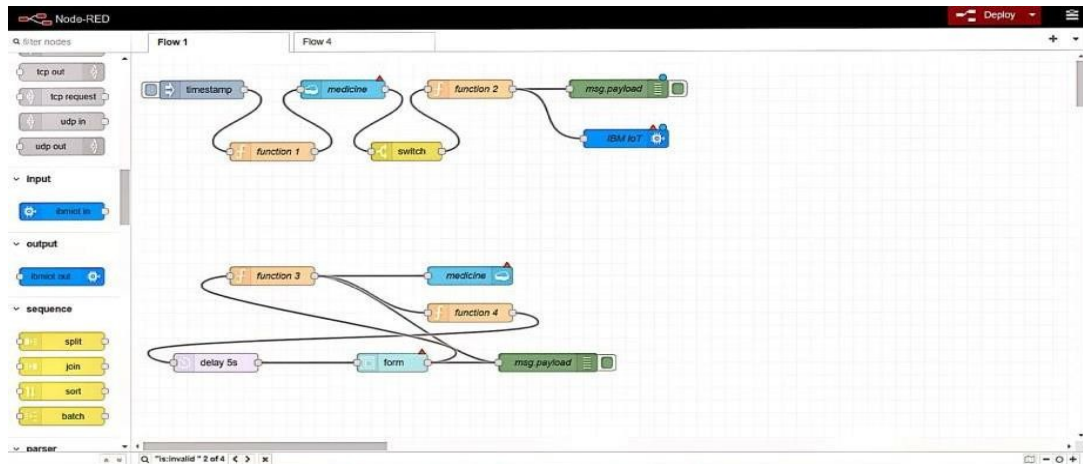 Node-RED
Deploy
filter nodes
Flow 1
Flow 4
tcp out
tcp request
udp in
udp out
input
ibmiot in
output
ibmiot out
sequence
split
join
sort
batch
parser
timestamp
medicine
function 2
msg.payload
IBM IoT
function 1
switch
function 3
medicine
function 4
delay 5s
form
msg.payload
"is:invalid " 2 of 4